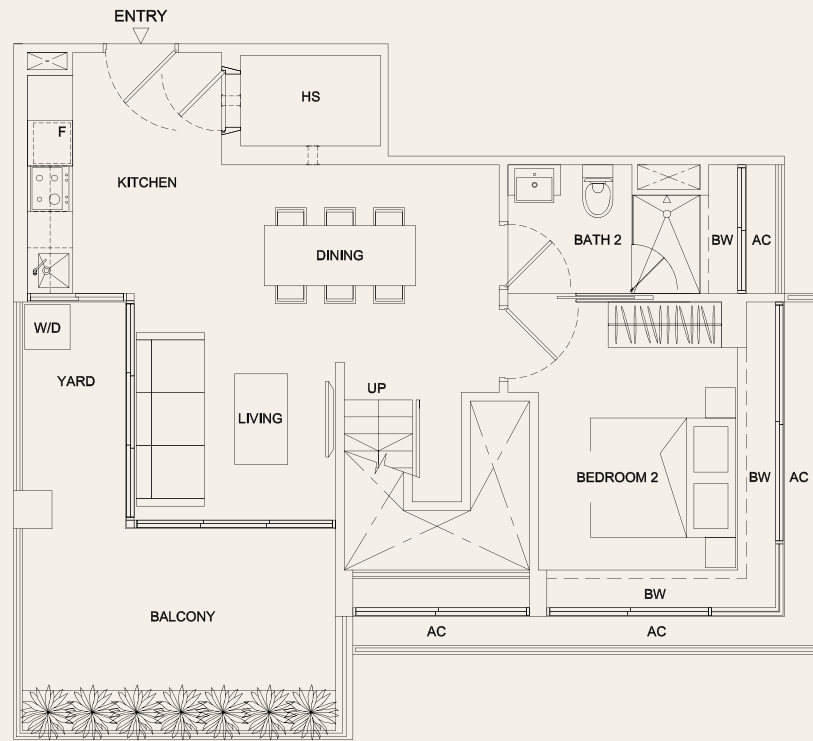 ENTRY
HS
F
KITCHEN
DINING
BATH 2
BW
AC
W/D
YARD
LIVING
UP
BEDROOM 2
BW
AC
BW
BALCONY
AC
AC